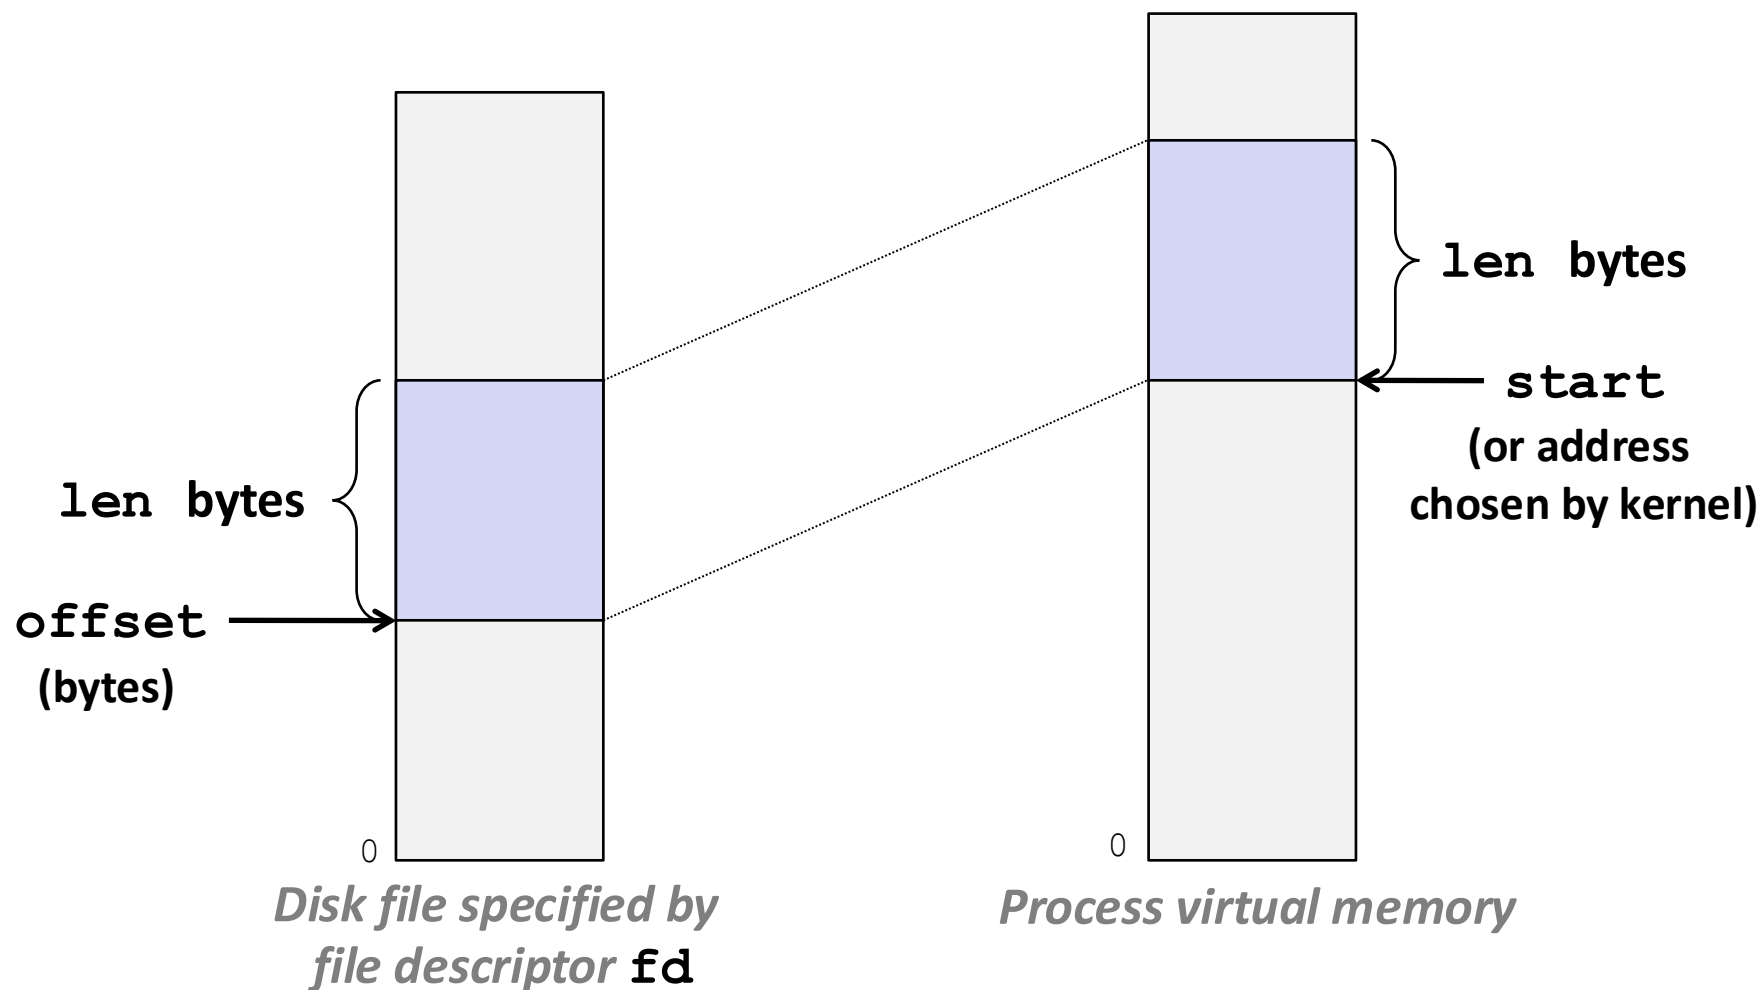 len bytes
offset
(bytes)
0
Disk file specified by
file descriptor fd
len bytes
start
(or address
chosen by kernel)
0
Process virtual memory